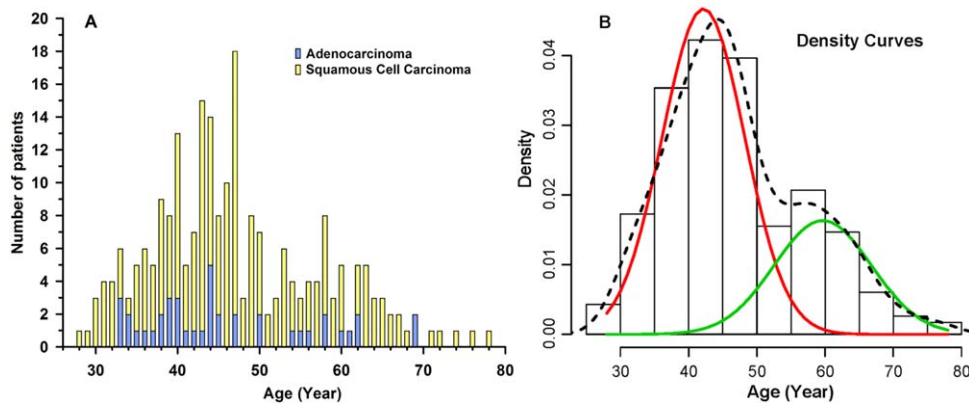 A
Adenocarcinoma
Squamous Cell Carcinoma
Number of patients
20
18
16
14
12
10
8
6
4
2
0
30 40 50 60 70 80
Age (Year)
B
Density Curves
Density
0.04
0.03
0.02
0.01
0.00
30 40 50 60 70 80
Age (Year)